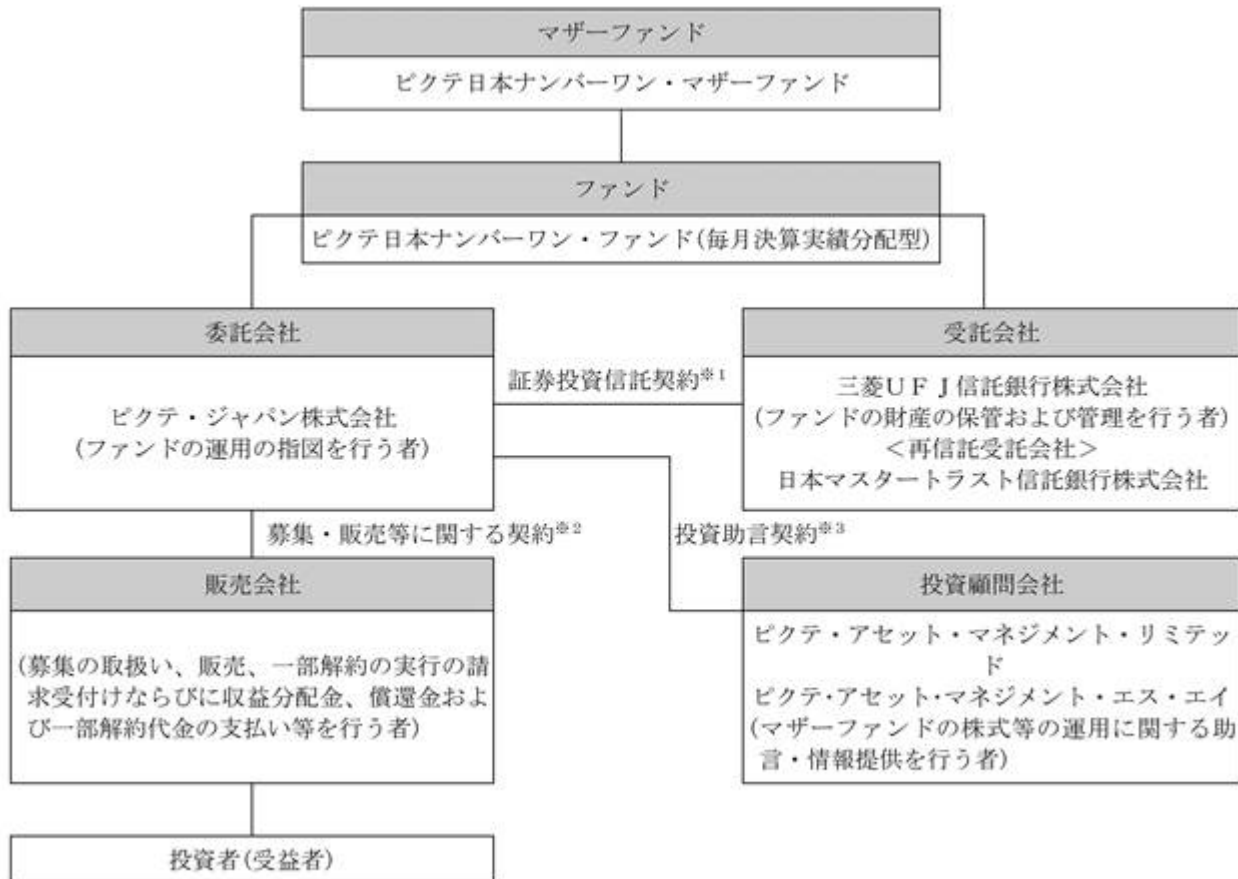 マザーファンド
ピクテ日本ナンバーワン・マザーファンド
ファンド
ピクテ日本ナンバーワン・ファンド(毎月決算実績分配型)
委託会社
ピクテ・ジャパン株式会社
(ファンドの運用の指図を行う者)
証券投資信託契約※1
受託会社
三菱UFJ信託銀行株式会社
(ファンドの財産の保管および管理を行う者)
<再信託受託会社>
日本マスタートラスト信託銀行株式会社
募集・販売等に関する契約※2
投資助言契約※3
販売会社
(募集の取扱い、販売、一部解約の実行の請
求受付けならびに収益分配金、償還金およ
び一部解約代金の支払い等を行う者)
投資顧問会社
ピクテ・アセット・マネジメント・リミテッ
ド
ピクテ・アセット・マネジメント・エス・エイ
(マザーファンドの株式等の運用に関する助
言・情報提供を行う者)
投資者(受益者)